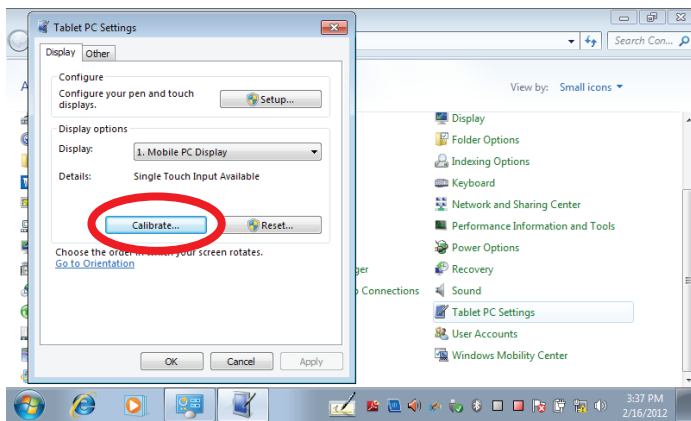 Tablet PC Settings
Search Con...
Display Other
View by: Small icons
Configure
Configure your pen and touch
displays.
Setup...
Display options
Display:
1. Mobile PC Display
Details:
Single Touch Input Available
Calibrate...
Reset...
Choose the order in which your screen rotates.
Go to Orientation
OK
Cancel
Apply
Display
Folder Options
Indexing Options
Keyboard
Network and Sharing Center
Performance Information and Tools
Power Options
Recovery
Connections
Sound
Tablet PC Settings
User Accounts
Windows Mobility Center
3:37 PM
2/16/2012